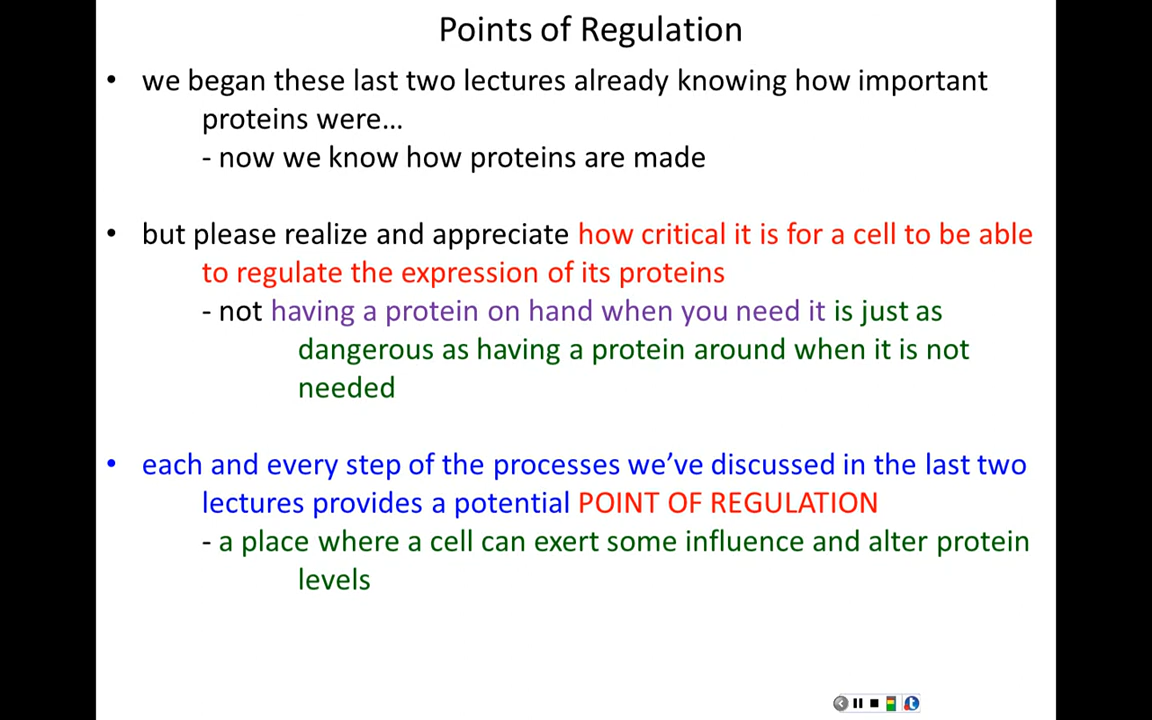 Points of Regulation
• we began these last two lectures already knowing how important
proteins were…
- now we know how proteins are made
• but please realize and appreciate how critical it is for a cell to be able
to regulate the expression of its proteins
- not having a protein on hand when you need it is just as
dangerous as having a protein around when it is not
needed
• each and every step of the processes we’ve discussed in the last two
lectures provides a potential POINT OF REGULATION
- a place where a cell can exert some influence and alter protein
levels